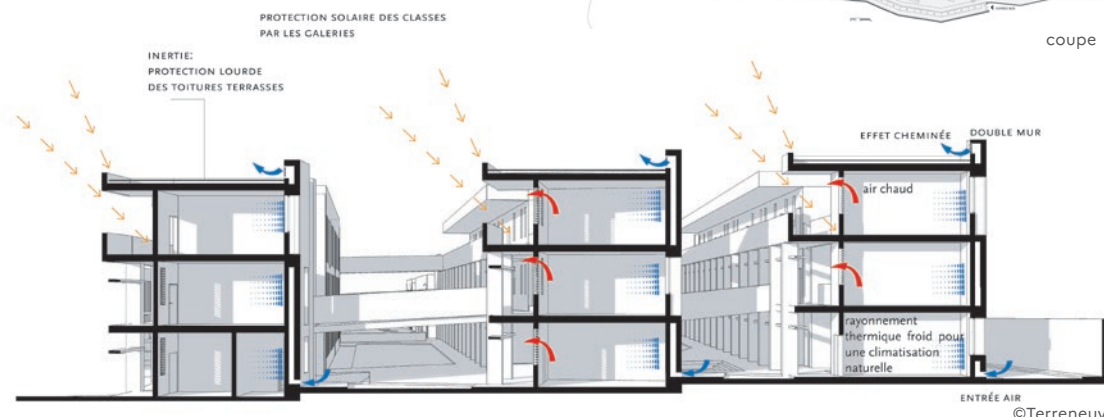 PROTECTION SOLAIRE DES CLASSES
PAR LES GALERIES
coupe
INERTIE:
PROTECTION LOURDE
DES TOITURES TERRASSES
EFFET CHEMINÉE
DOUBLE MUR
air chaud
rayonnement
thermique froid pour
une climatisation
naturelle
ENTRÉE AIR
©Terreneuv